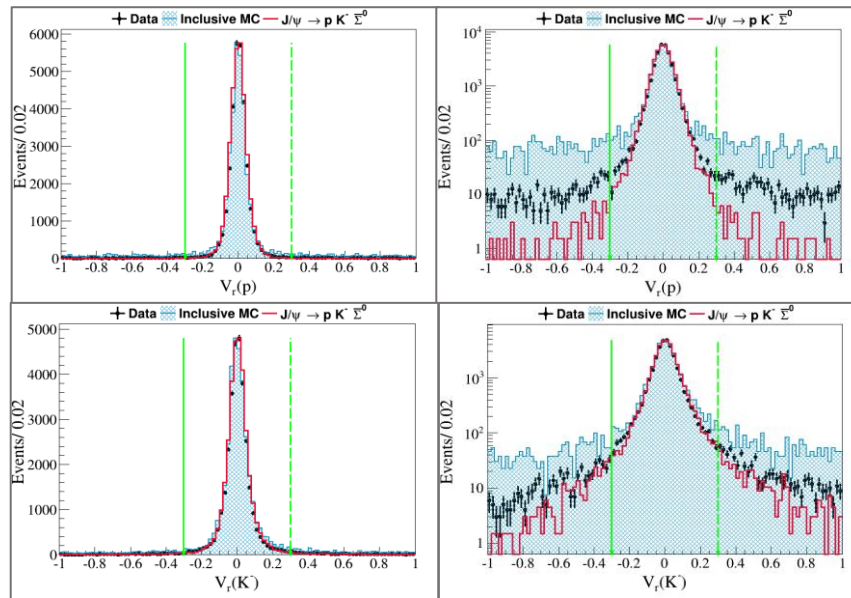 Data Inclusive MC J/ψ → p K⁻ Σ̅⁰
Events/ 0.02
6000
5000
4000
3000
2000
1000
0
-1 -0.8 -0.6 -0.4 -0.2 0 0.2 0.4 0.6 0.8 1
V_r(p)
Data Inclusive MC J/ψ → p K⁻ Σ̅⁰
Events/ 0.02
10⁴
10³
10²
10
1
-1 -0.8 -0.6 -0.4 -0.2 0 0.2 0.4 0.6 0.8 1
V_r(p)
Data Inclusive MC J/ψ → p K⁻ Σ̅⁰
Events/ 0.02
5000
4000
3000
2000
1000
0
-1 -0.8 -0.6 -0.4 -0.2 0 0.2 0.4 0.6 0.8 1
V_r(K⁻)
Data Inclusive MC J/ψ → p K⁻ Σ̅⁰
Events/ 0.02
10³
10²
10
1
-1 -0.8 -0.6 -0.4 -0.2 0 0.2 0.4 0.6 0.8 1
V_r(K⁻)